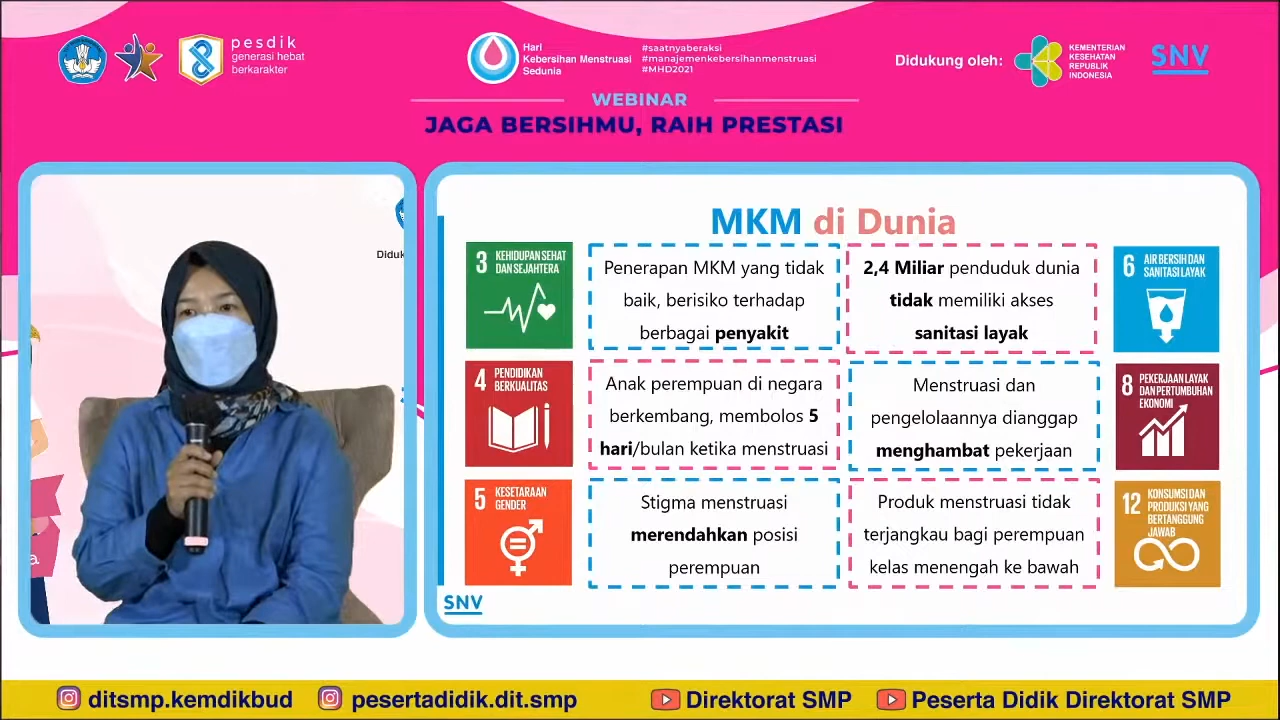 pesdik
generasi hebat
berkarakter
Hari
Kebersihan Menstruasi
Sedunia
#saatnyaberaksi
#manajemenkebersihanmenstruasi
#MHD2021
Didukung oleh:
KEMENTERIAN
KESEHATAN
REPUBLIK
INDONESIA
SNV
WEBINAR
JAGA BERSIHMU, RAIH PRESTASI
Diduk
a
MKM di Dunia
3 KEHIDUPAN SEHAT
DAN SEJAHTERA
Penerapan MKM yang tidak
baik, berisiko terhadap
berbagai penyakit
2,4 Miliar penduduk dunia
tidak memiliki akses
sanitasi layak
6 AIR BERSIH DAN
SANITASI LAYAK
4 PENDIDIKAN
BERKUALITAS
Anak perempuan di negara
berkembang, membolos 5
hari/bulan ketika menstruasi
Menstruasi dan
pengelolaannya dianggap
menghambat pekerjaan
8 PEKERJAAN LAYAK
DAN PERTUMBUHAN
EKONOMI
5 KESETARAAN
GENDER
Stigma menstruasi
merendahkan posisi
perempuan
Produk menstruasi tidak
terjangkau bagi perempuan
kelas menengah ke bawah
12 KONSUMSI DAN
PRODUKSI YANG
BERTANGGUNG
JAWAB
SNV
ditsmp.kemdikbud
pesertadidik.dit.smp
Direktorat SMP
Peserta Didik Direktorat SMP